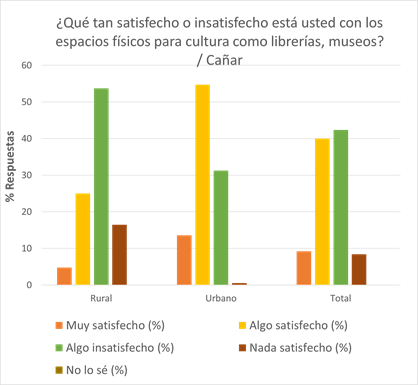 ¿Qué tan satisfecho o insatisfecho está usted con los
espacios físicos para cultura como librerías, museos?
/ Cañar
% Respuestas
60
50
40
30
20
10
0
Rural
Urbano
Total
Muy satisfecho (%)
Algo satisfecho (%)
Algo insatisfecho (%)
Nada satisfecho (%)
No lo sé (%)